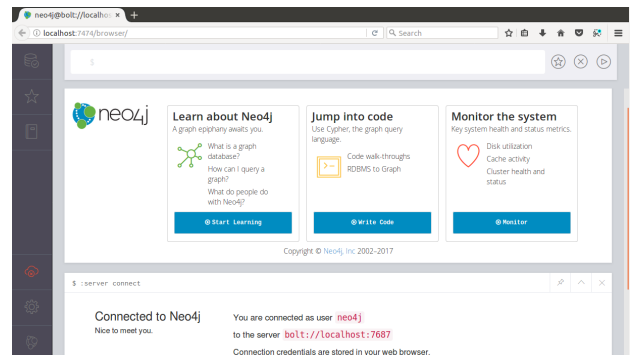 neo4j@bolt://localhos
localhost:7474/browser/
Search
$
neo4j
Learn about Neo4j
A graph epiphany awaits you.
What is a graph
database?
How can I query a
graph?
What do people do
with Neo4j?
Start Learning
Jump into code
Use Cypher, the graph query
language.
Code walk-throughs
RDBMS to Graph
Write Code
Monitor the system
Key system health and status metrics.
Disk utilization
Cache activity
Cluster health and
status
Monitor
Copyright © Neo4j, Inc 2002–2017
$ :server connect
Connected to Neo4j
Nice to meet you.
You are connected as user neo4j
to the server bolt://localhost:7687
Connection credentials are stored in your web browser.